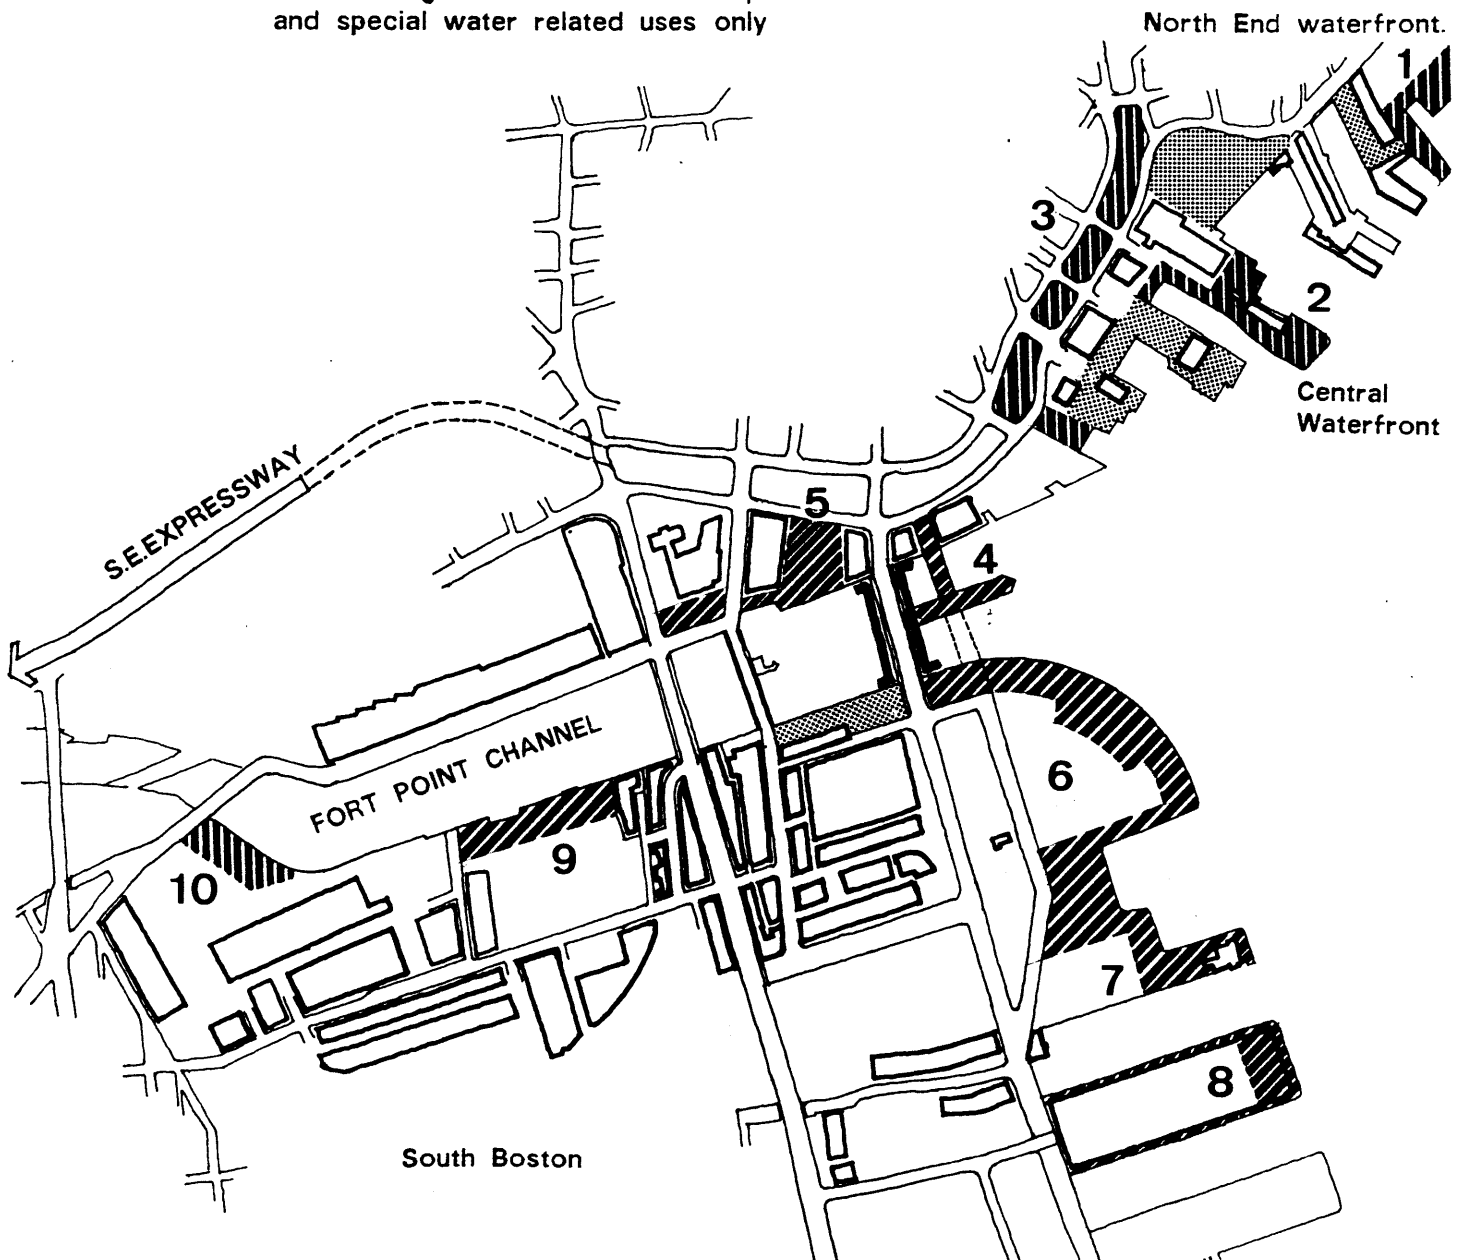 and special water related uses only
North End waterfront.
1
3
2
Central
Waterfront
S.E.EXPRESSWAY
5
4
FORT POINT CHANNEL
6
9
10
7
8
South Boston